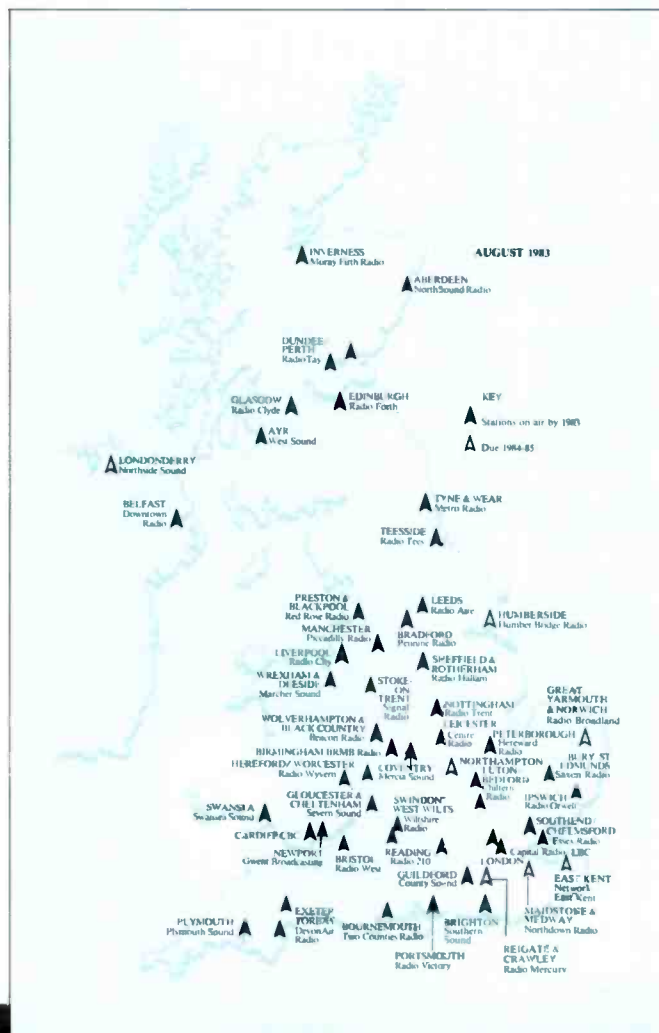 AUGUST 1983
INVERNESS
Moray Firth Radio
ABERDEEN
NorthSound Radio
DUNDEE
PERTH
Radio Tay
GLASGOW
Radio Clyde
EDINBURGH
Radio Forth
KEY
Stations on air by 1983
Due 1984-85
AYR
West Sound
LONDONDERRY
Northside Sound
BELFAST
Downtown
Radio
TYNE & WEAR
Metro Radio
TEESSIDE
Radio Tees
PRESTON &
BLACKPOOL
Red Rose Radio
LEEDS
Radio Aire
HUMBERSIDE
Humber Bridge Radio
MANCHESTER
Piccadilly Radio
BRADFORD
Pennine Radio
LIVERPOOL
Radio City
SHEFFIELD &
ROTHERHAM
Radio Hallam
WREXHAM &
DEESIDE
Marcher Sound
STOKE-
ON
TRENT
Signal
Radio
NOTTINGHAM
Radio Trent
GREAT
YARMOUTH
& NORWICH
Radio Broadland
LEICESTER
Centre
Radio
WOLVERHAMPTON &
BLACK COUNTRY
Beacon Radio
PETERBOROUGH
Hereward
Radio
BIRMINGHAM BRMB Radio
COVENTRY
Mercia Sound
NORTHAMPTON
BURY ST
EDMUNDS
Saxon Radio
HEREFORD/ WORCESTER
Radio Wyvern
LUTON/
BEDFORD
Chiltern
Radio
IPSWICH
Radio Orwell
GLOUCESTER &
CHELTENHAM
Severn Sound
SWINDON/
WEST WILTS
Wiltshire
Radio
SWANSEA
Swansea Sound
SOUTHEND/
CHELMSFORD
Essex Radio
CARDIFF CBC
NEWPORT
Gwent Broadcasting
BRISTOL
Radio West
READING
Radio 210
LONDON
Capital Radio
LBC
GUILDFORD
County Sound
EAST KENT
Network
East Kent
MAIDSTONE &
MEDWAY
Northdown Radio
PLYMOUTH
Plymouth Sound
EXETER/
TORBAY
DevonAir
Radio
BOURNEMOUTH
Two Counties Radio
PORTSMOUTH
Radio Victory
BRIGHTON
Southern
Sound
REIGATE &
CRAWLEY
Radio Mercury